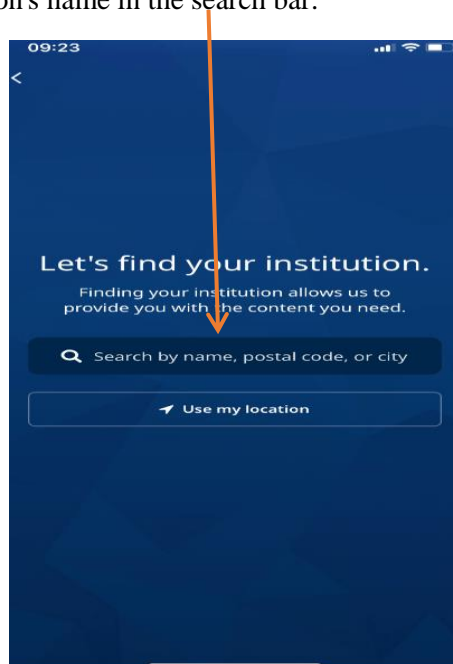 on's name in the search bar.
09:23
Let's find your institution.
Finding your institution allows us to
provide you with the content you need.
Search by name, postal code, or city
Use my location